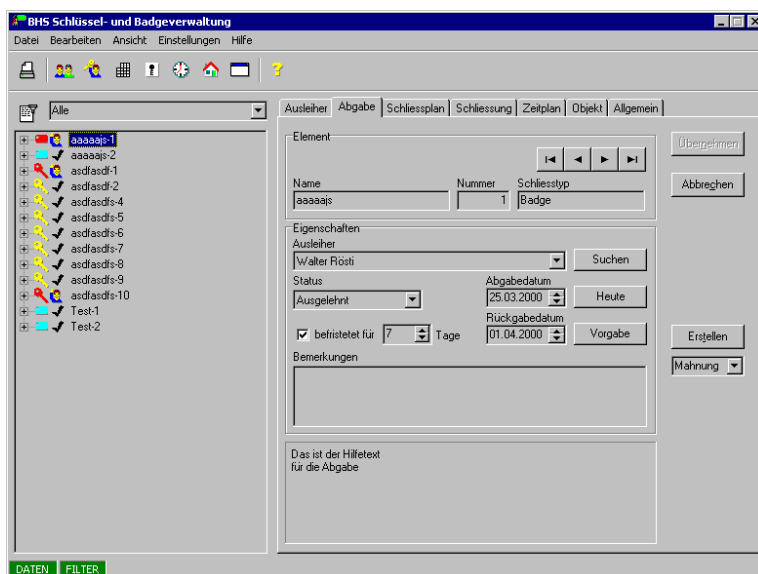 BHS Schlüssel- und Badgeverwaltung
Datei Bearbeiten Ansicht Einstellungen Hilfe
Alle
aaaaajs-1
aaaaajs-2
asdfasdf-1
asdfasdf-2
asdfasdfs-4
asdfasdfs-5
asdfasdfs-6
asdfasdfs-7
asdfasdfs-8
asdfasdfs-9
asdfasdfs-10
Test-1
Test-2
Ausleiher Abgabe Schliessplan Schliessung Zeitplan Objekt Allgemein
Element
Name Nummer Schliesstyp
aaaaajs 1 Badge
Eigenschaften
Ausleiher
Walter Rösti Suchen
Status Abgabedatum
Ausgelehnt 25.03.2000 Heute
Rückgabedatum
befristetet für 7 Tage 01.04.2000 Vorgabe
Bemerkungen
Das ist der Hilfetext
für die Abgabe
Übernehmen
Abbrechen
Erstellen
Mahnung
DATEN FILTER